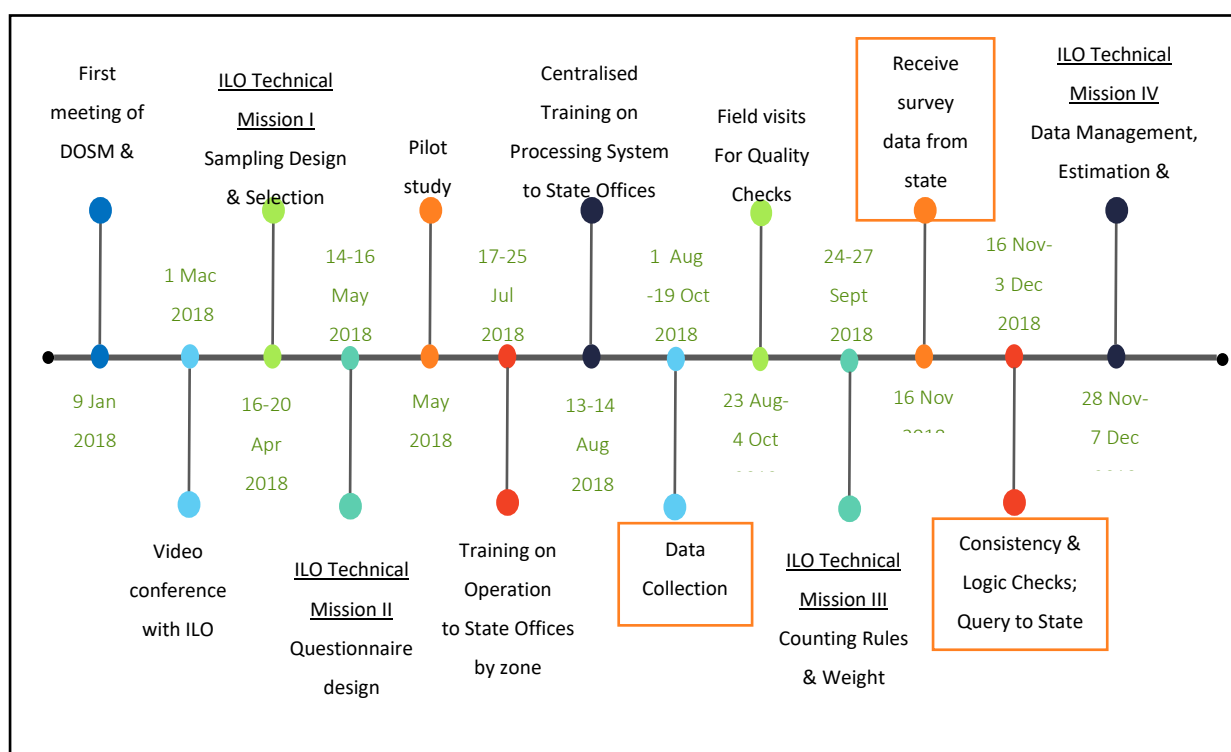 First
meeting of
DOSM &
9 Jan
2018
1 Mac
2018
Video
conference
with ILO
ILO Technical
Mission I
Sampling Design
& Selection
16-20
Apr
2018
14-16
May
2018
ILO Technical
Mission II
Questionnaire
design
Pilot
study
May
2018
17-25
Jul
2018
Training on
Operation
to State Offices
by zone
Centralised
Training on
Processing System
to State Offices
13-14
Aug
2018
1 Aug
-19 Oct
2018
Data
Collection
Field visits
For Quality
Checks
23 Aug-
4 Oct
24-27
Sept
2018
ILO Technical
Mission III
Counting Rules
& Weight
Receive
survey
data from
state
16 Nov
16 Nov-
3 Dec
2018
Consistency &
Logic Checks;
Query to State
ILO Technical
Mission IV
Data Management,
Estimation &
28 Nov-
7 Dec